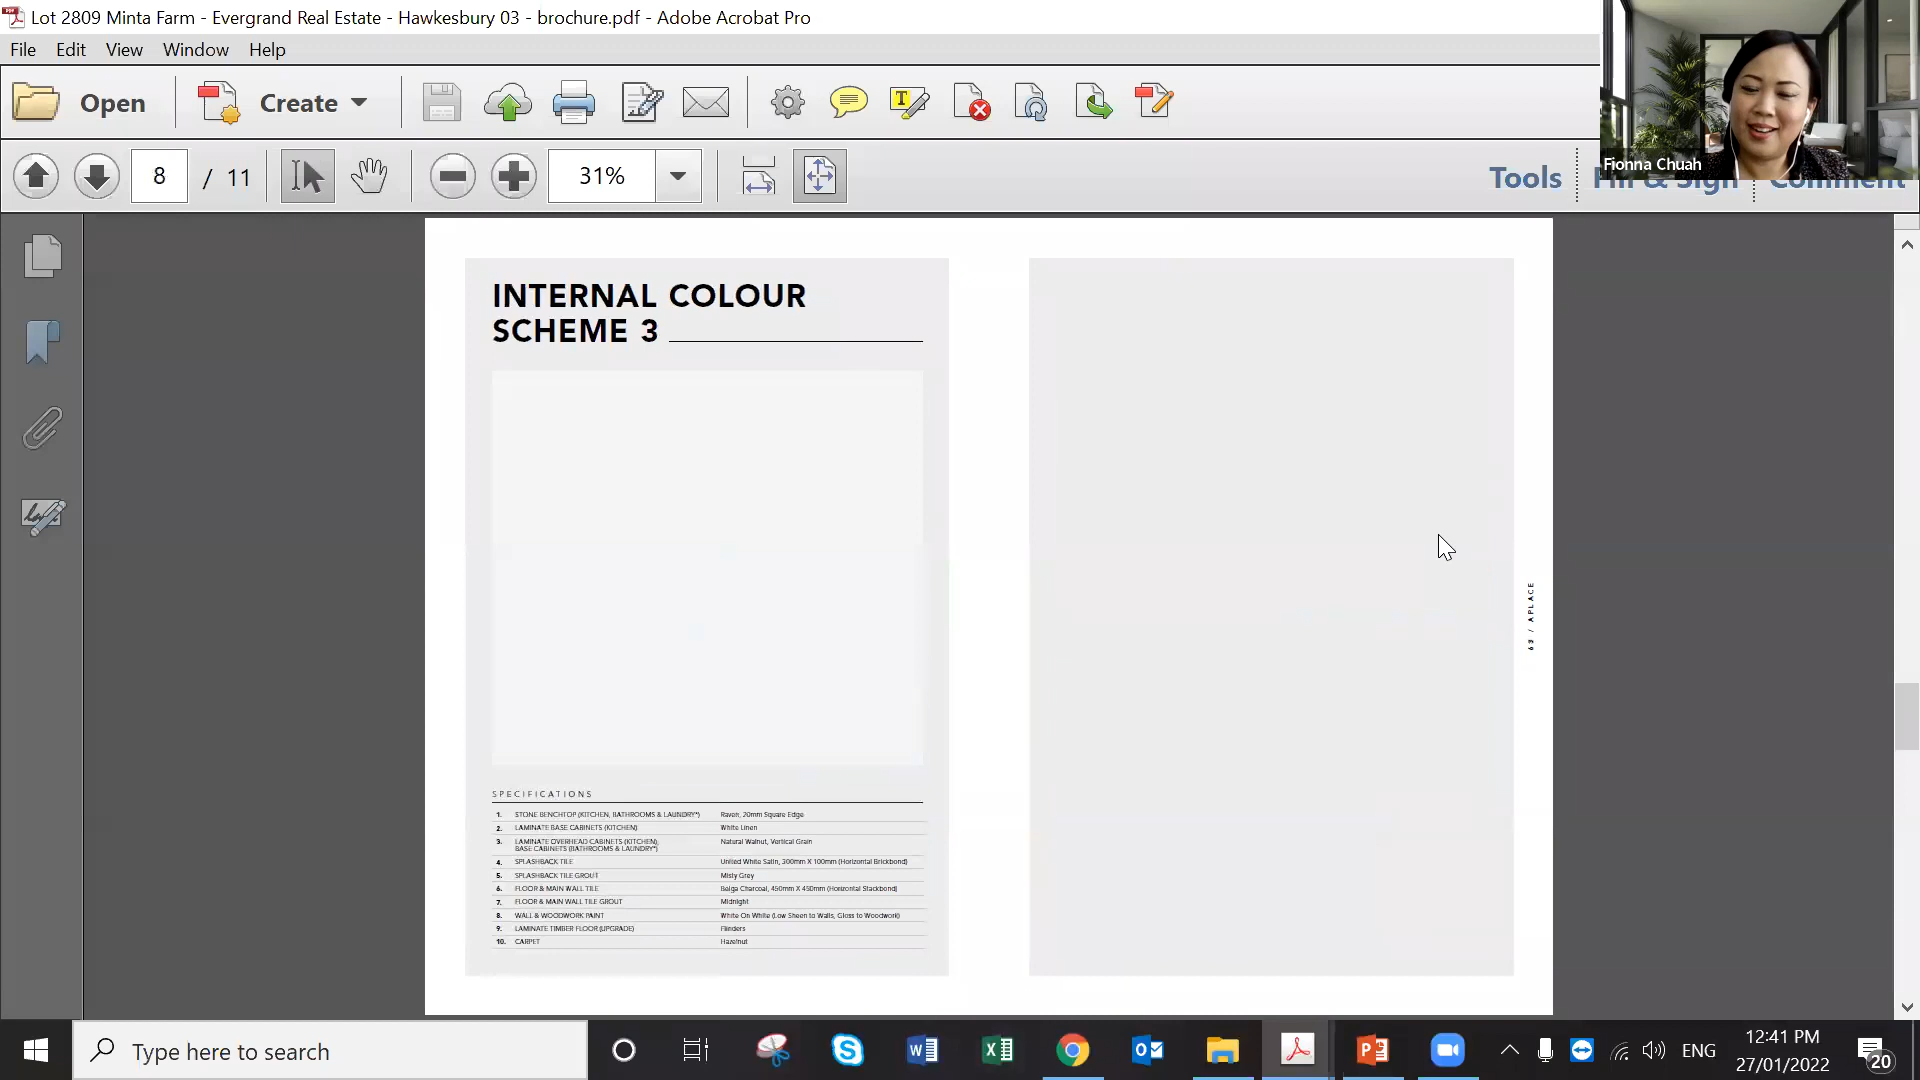 Lot 2809 Minta Farm - Evergrand Real Estate - Hawkesbury 03 - brochure.pdf - Adobe Acrobat Pro
File Edit View Window Help
Open Create
Fionna Chuah
8 / 11 31% Tools Fill & Sign Comment
INTERNAL COLOUR
SCHEME 3
63 / APLACE
SPECIFICATIONS
1. STONE BENCHTOP (KITCHEN, BATHROOMS & LAUNDRY*) Raven, 20mm Square Edge
2. LAMINATE BASE CABINETS (KITCHEN) White Linen
3. LAMINATE OVERHEAD CABINETS (KITCHEN), Natural Walnut, Vertical Grain
BASE CABINETS (BATHROOMS & LAUNDRY*)
4. SPLASHBACK TILE United White Satin, 300mm X 100mm (Horizontal Brickbond)
5. SPLASHBACK TILE GROUT Misty Grey
6. FLOOR & MAIN WALL TILE Belga Charcoal, 450mm X 450mm (Horizontal Stackbond)
7. FLOOR & MAIN WALL TILE GROUT Midnight
8. WALL & WOODWORK PAINT White On White (Low Sheen to Walls, Gloss to Woodwork)
9. LAMINATE TIMBER FLOOR (UPGRADE) Flinders
10. CARPET Hazelnut
Type here to search
ENG
12:41 PM
27/01/2022
20